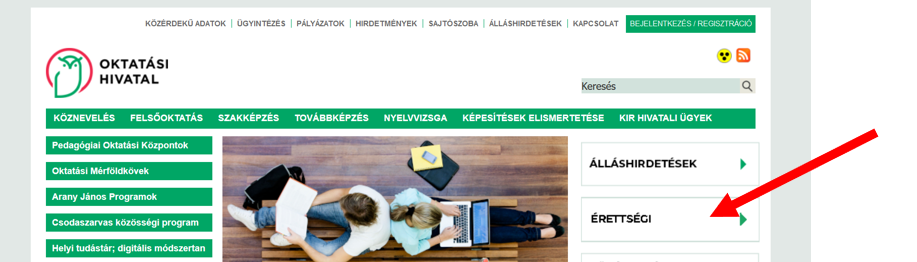 KÖZÉRDEKŰ ADATOK | ÜGYINTÉZÉS | PÁLYÁZATOK | HIRDETMÉNYEK | SAJTÓSZOBA | ÁLLÁSHIRDETÉSEK | KAPCSOLAT BEJELENTKEZÉS / REGISZTRÁCIÓ
OKTATÁSI
HIVATAL
Keresés
KÖZNEVELÉS FELSŐOKTATÁS SZAKKÉPZÉS TOVÁBBKÉPZÉS NYELVVIZSGA KÉPESÍTÉSEK ELISMERTETÉSE KIR HIVATALI ÜGYEK
Pedagógiai Oktatási Központok
Oktatási Mérföldkövek
Arany János Programok
Csodaszarvas közösségi program
Helyi tudástár; digitális módszertan
ÁLLÁSHIRDETÉSEK
ÉRETTSÉGI